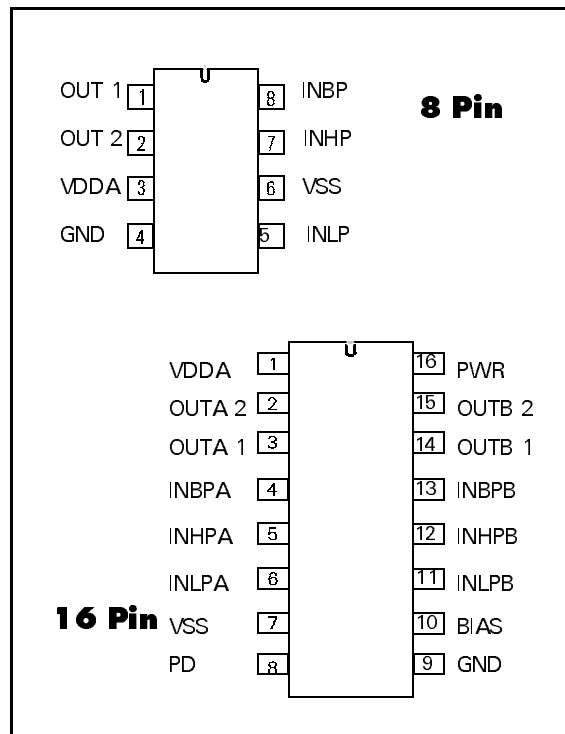 OUT 1 1 8 INBP
8 Pin
OUT 2 2 7 INHP
VDDA 3 6 VSS
GND 4 5 INLP
VDDA 1 16 PWR
OUTA 2 2 15 OUTB 2
OUTA 1 3 14 OUTB 1
INBPA 4 13 INBPB
INHPA 5 12 INHPB
INLPA 6 11 INLPB
16 Pin
VSS 7 10 BIAS
PD 8 9 GND